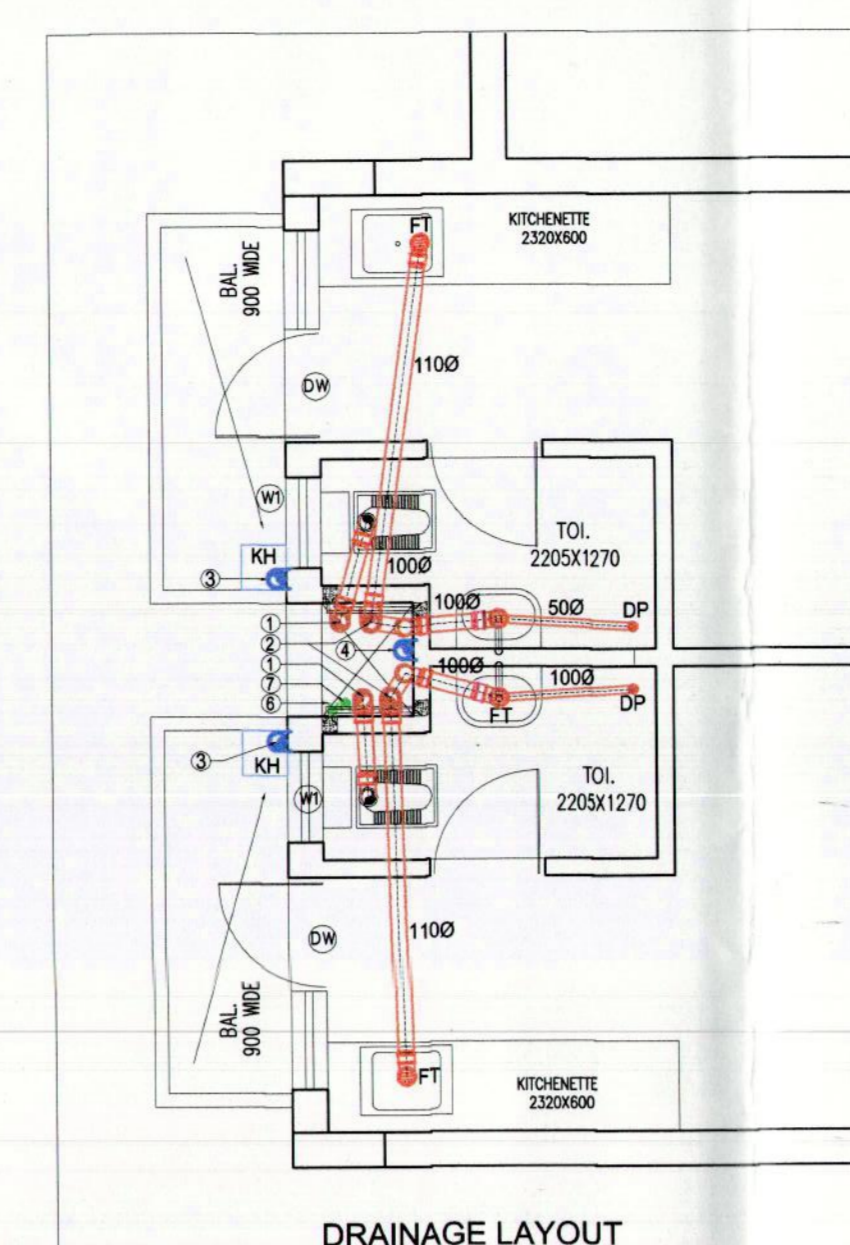 FT
KITCHENETTE
2320X600
BAL.
900 WIDE
110Ø
DW
W1
TOI.
2205X1270
KH
100Ø
3
100Ø
50Ø
DP
1
2
4
100Ø
1
100Ø
7
DP
6
FT
3
KH
TOI.
2205X1270
W1
110Ø
DW
BAL.
900 WIDE
FT
KITCHENETTE
2320X600
DRAINAGE LAYOUT